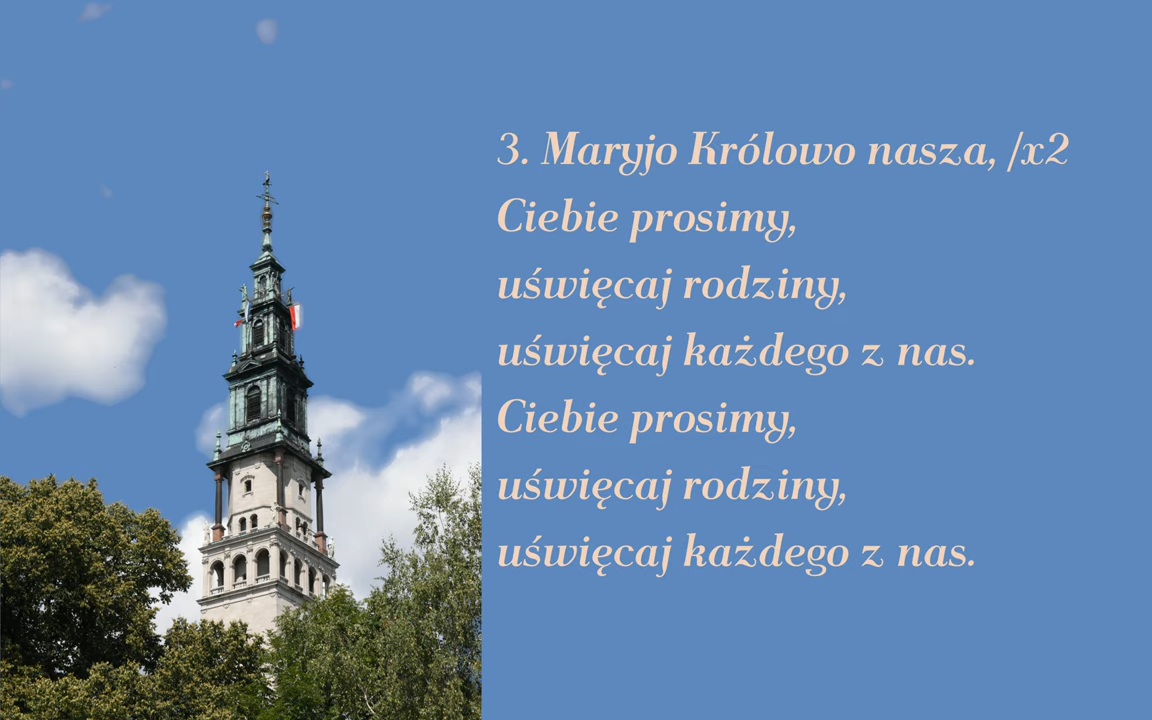 3. Maryjo Królowo nasza, /x2
Ciebie prosimy,
uświęcaj rodziny,
uświęcaj każdego z nas.
Ciebie prosimy,
uświęcaj rodziny,
uświęcaj każdego z nas.